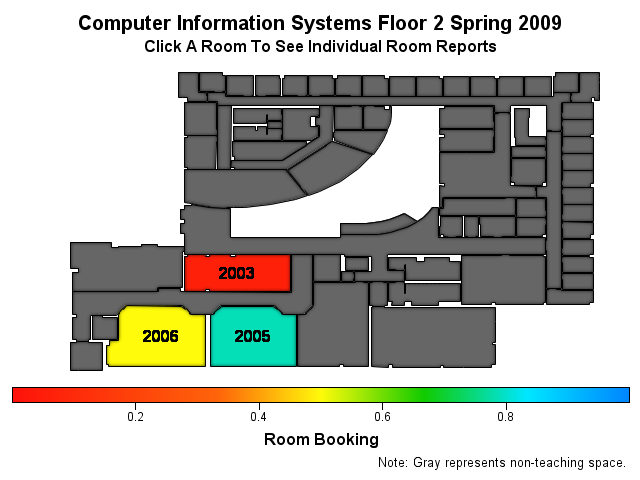 Computer Information Systems Floor 2 Spring 2009
Click A Room To See Individual Room Reports
2003
2006
2005
0.2
0.4
0.6
0.8
Room Booking
Note: Gray represents non-teaching space.